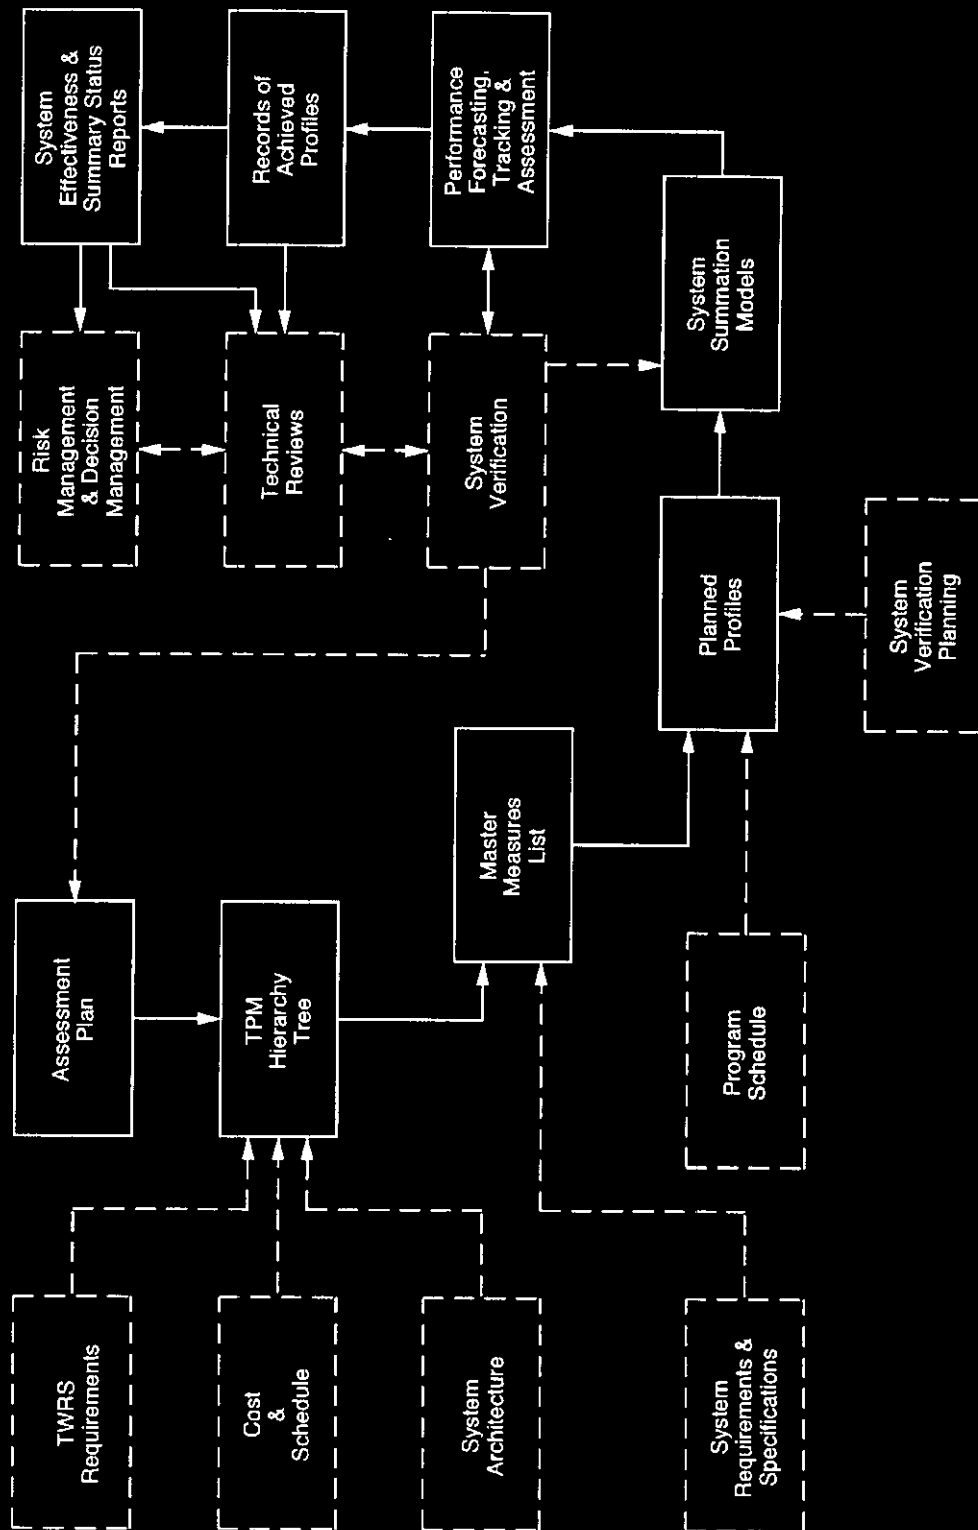 TWRS
Requirements
Cost
&
Schedule
System
Architecture
System
Requirements &
Specifications
Assessment
Plan
TPM
Hierarchy
Tree
Program
Schedule
Master
Measures
List
Planned
Profiles
System
Verification
Planning
Risk
Management
& Decision
Management
Technical
Reviews
System
Verification
System
Summation
Models
System
Effectiveness &
Summary Status
Reports
Records of
Achieved
Profiles
Performance
Forecasting,
Tracking &
Assessment